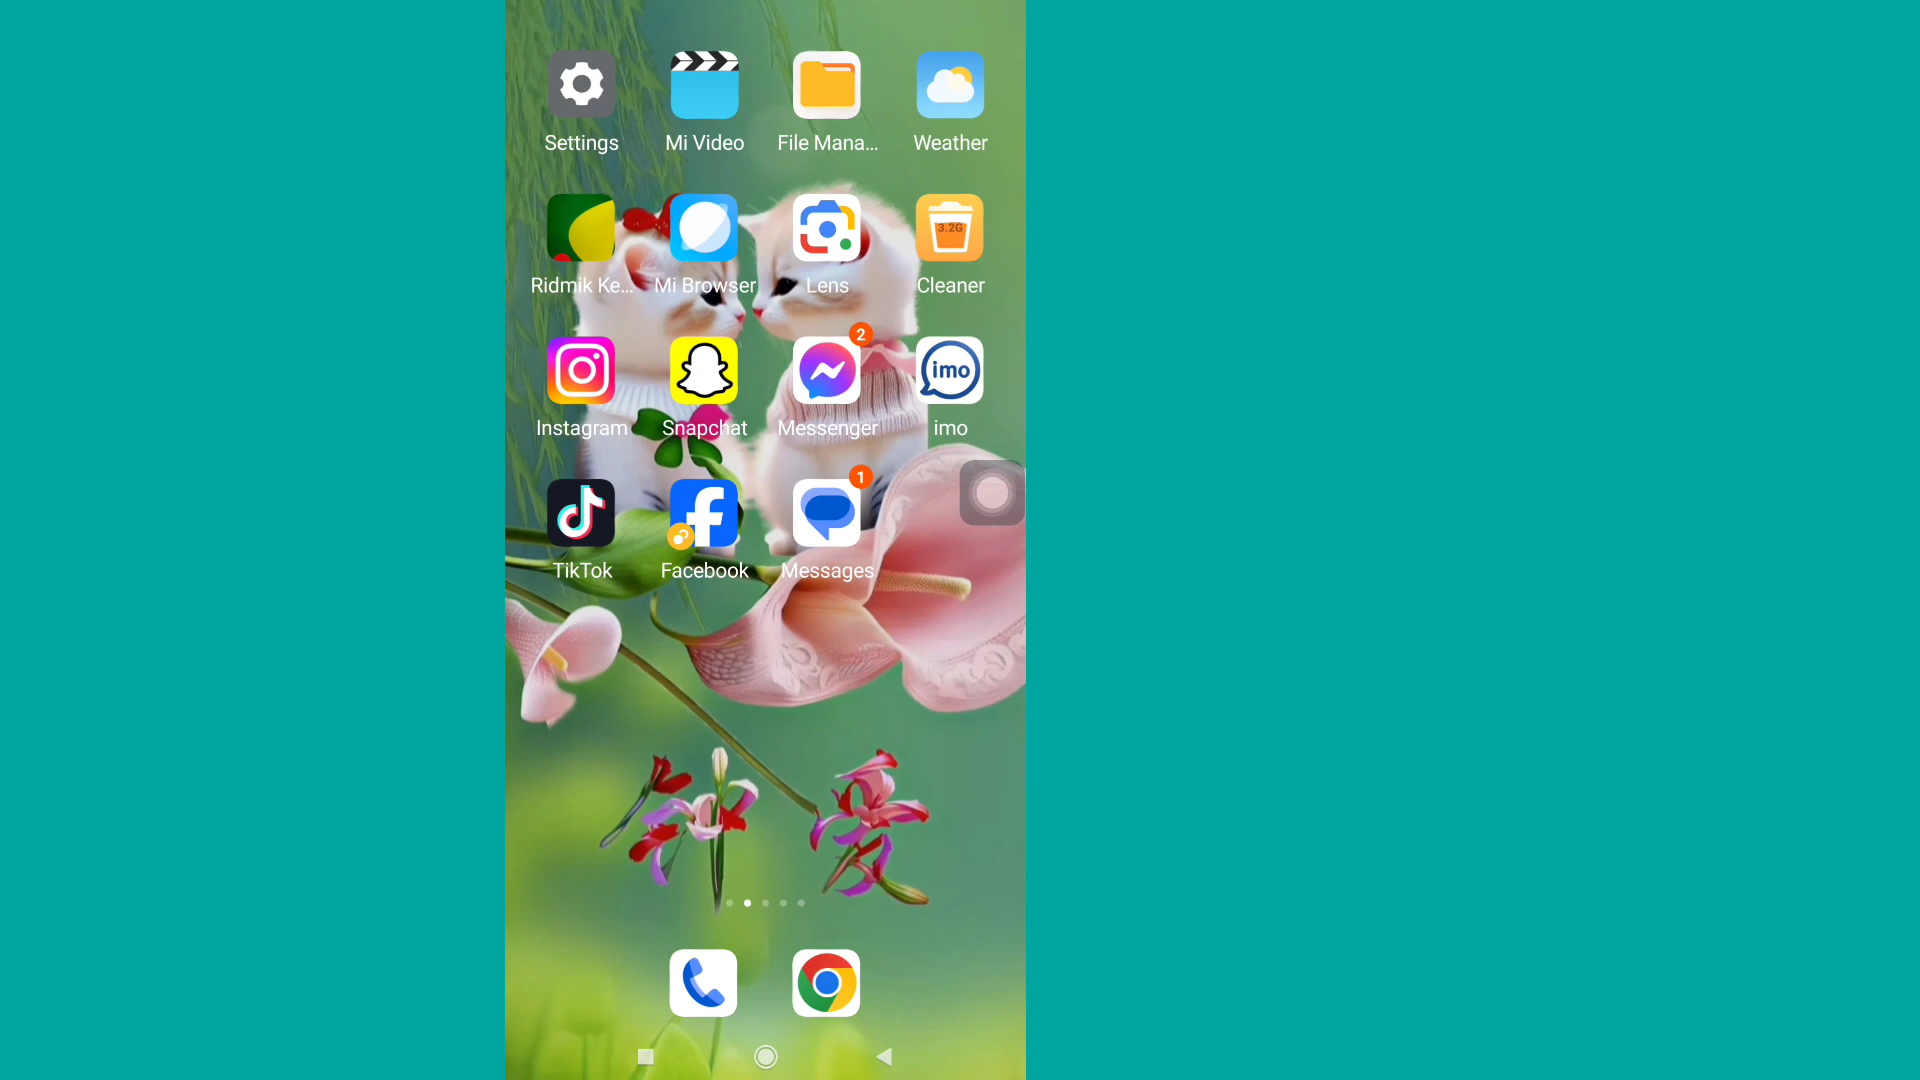 Settings Mi Video File Mana... Weather
3.2G
Ridmik Ke... Mi Browser Lens Cleaner
2
imo
Instagram Snapchat Messenger imo
1
TikTok Facebook Messages